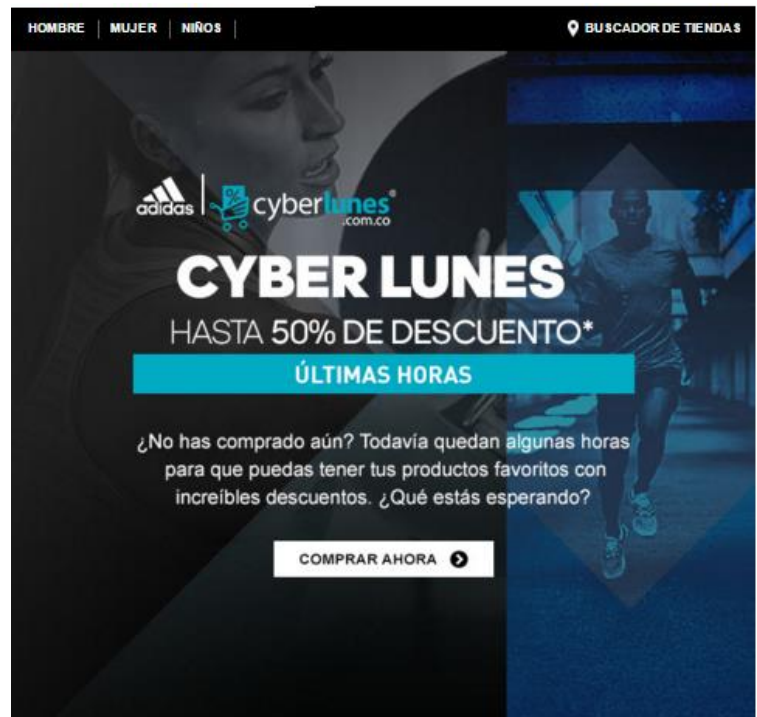 HOMBRE | MUJER | NIÑOS |
BUSCADOR DE TIENDAS
adidas
cyberlunes®
.com.co
CYBER LUNES
HASTA 50% DE DESCUENTO*
ÚLTIMAS HORAS
¿No has comprado aún? Todavía quedan algunas horas
para que puedas tener tus productos favoritos con
increíbles descuentos. ¿Qué estás esperando?
COMPRAR AHORA